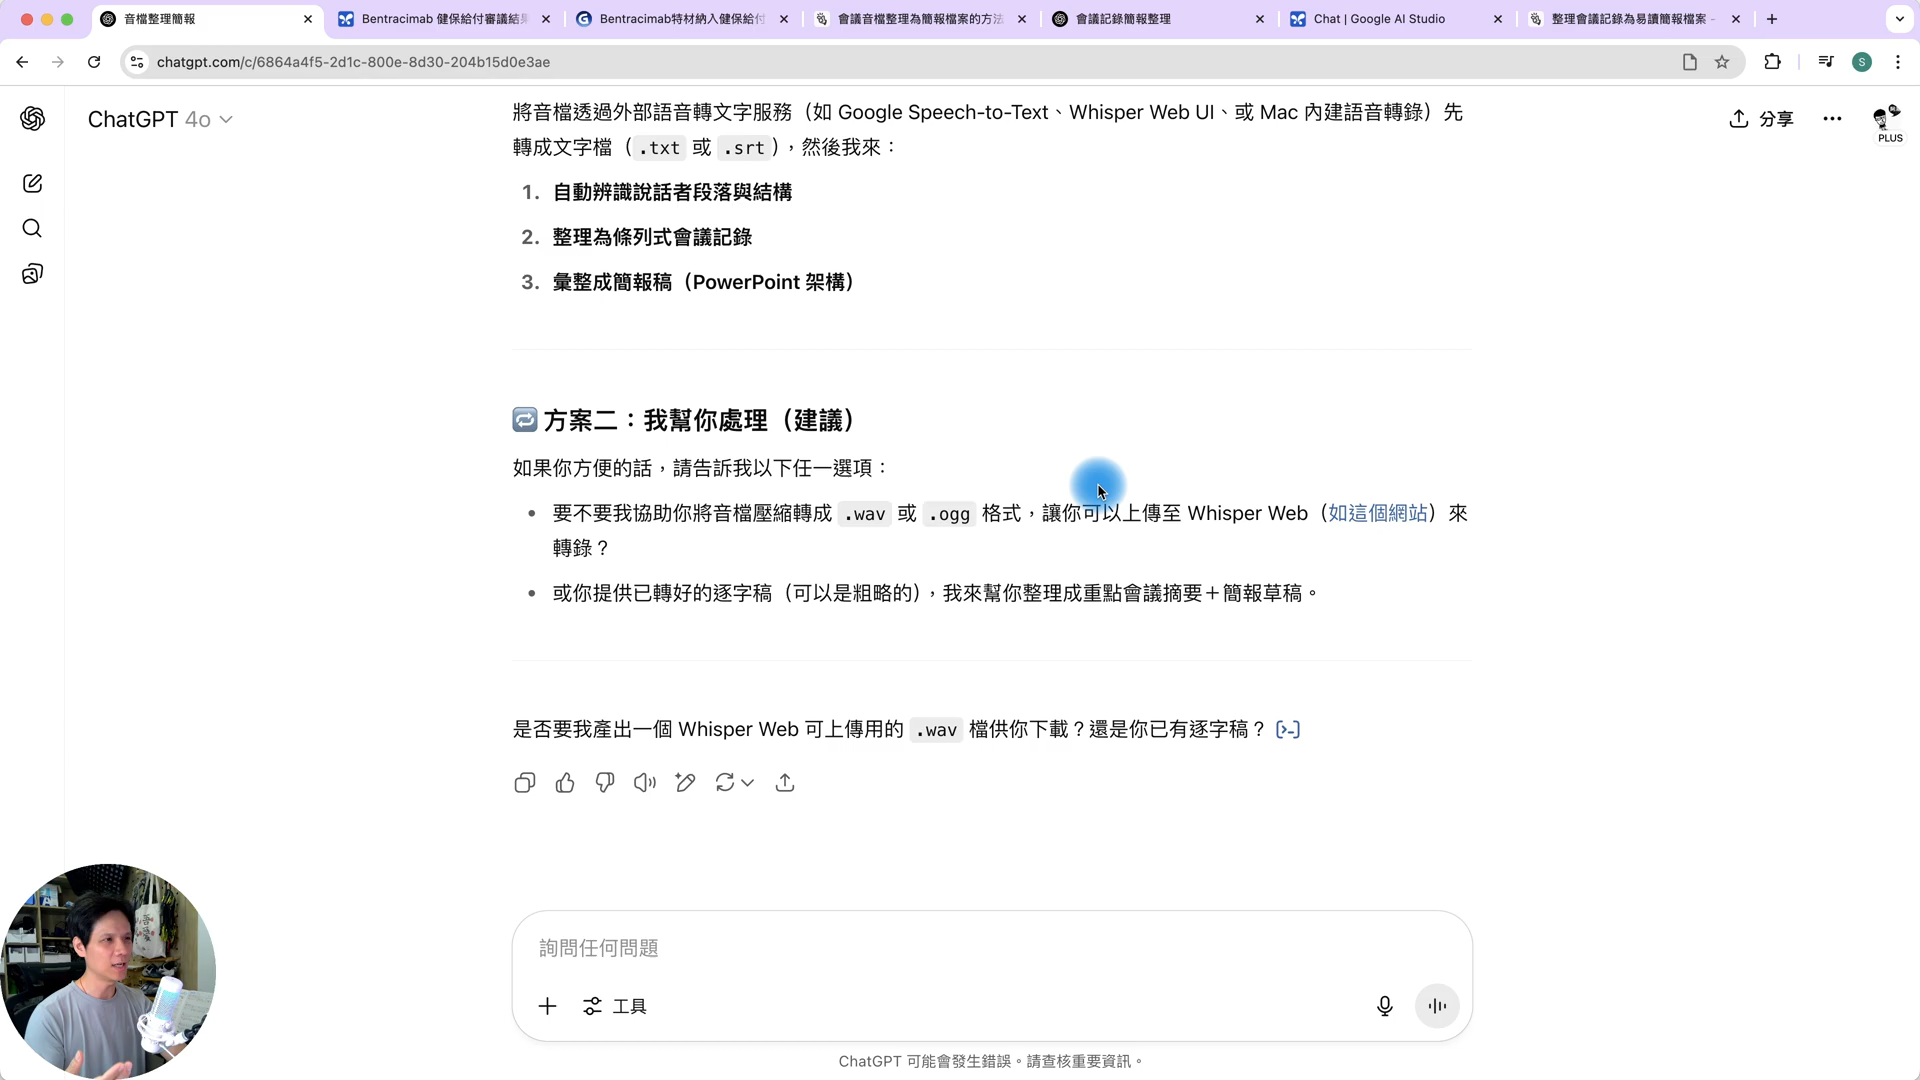 音檔整理簡報
Bentracimab 健保給付審議結果
Bentracimab特材納入健保給付
會議音檔整理為簡報檔案的方法
會議記錄簡報整理
Chat | Google AI Studio
整理會議記錄為易讀簡報檔案 -
chatgpt.com/c/6864a4f5-2d1c-800e-8d30-204b15d0e3ae
S
ChatGPT 4o
分享
PLUS
將音檔透過外部語音轉文字服務（如 Google Speech-to-Text、Whisper Web UI、或 Mac 內建語音轉錄）先
轉成文字檔（.txt 或 .srt），然後我來：
1. 自動辨識說話者段落與結構
2. 整理為條列式會議記錄
3. 彙整成簡報稿（PowerPoint 架構）
方案二：我幫你處理（建議）
如果你方便的話，請告訴我以下任一選項：
• 要不要我協助你將音檔壓縮轉成 .wav 或 .ogg 格式，讓你可以上傳至 Whisper Web（如這個網站）來
轉錄？
• 或你提供已轉好的逐字稿（可以是粗略的），我來幫你整理成重點會議摘要＋簡報草稿。
是否要我產出一個 Whisper Web 可上傳用的 .wav 檔供你下載？還是你已有逐字稿？ [>-]
詢問任何問題
工具
ChatGPT 可能會發生錯誤。請查核重要資訊。